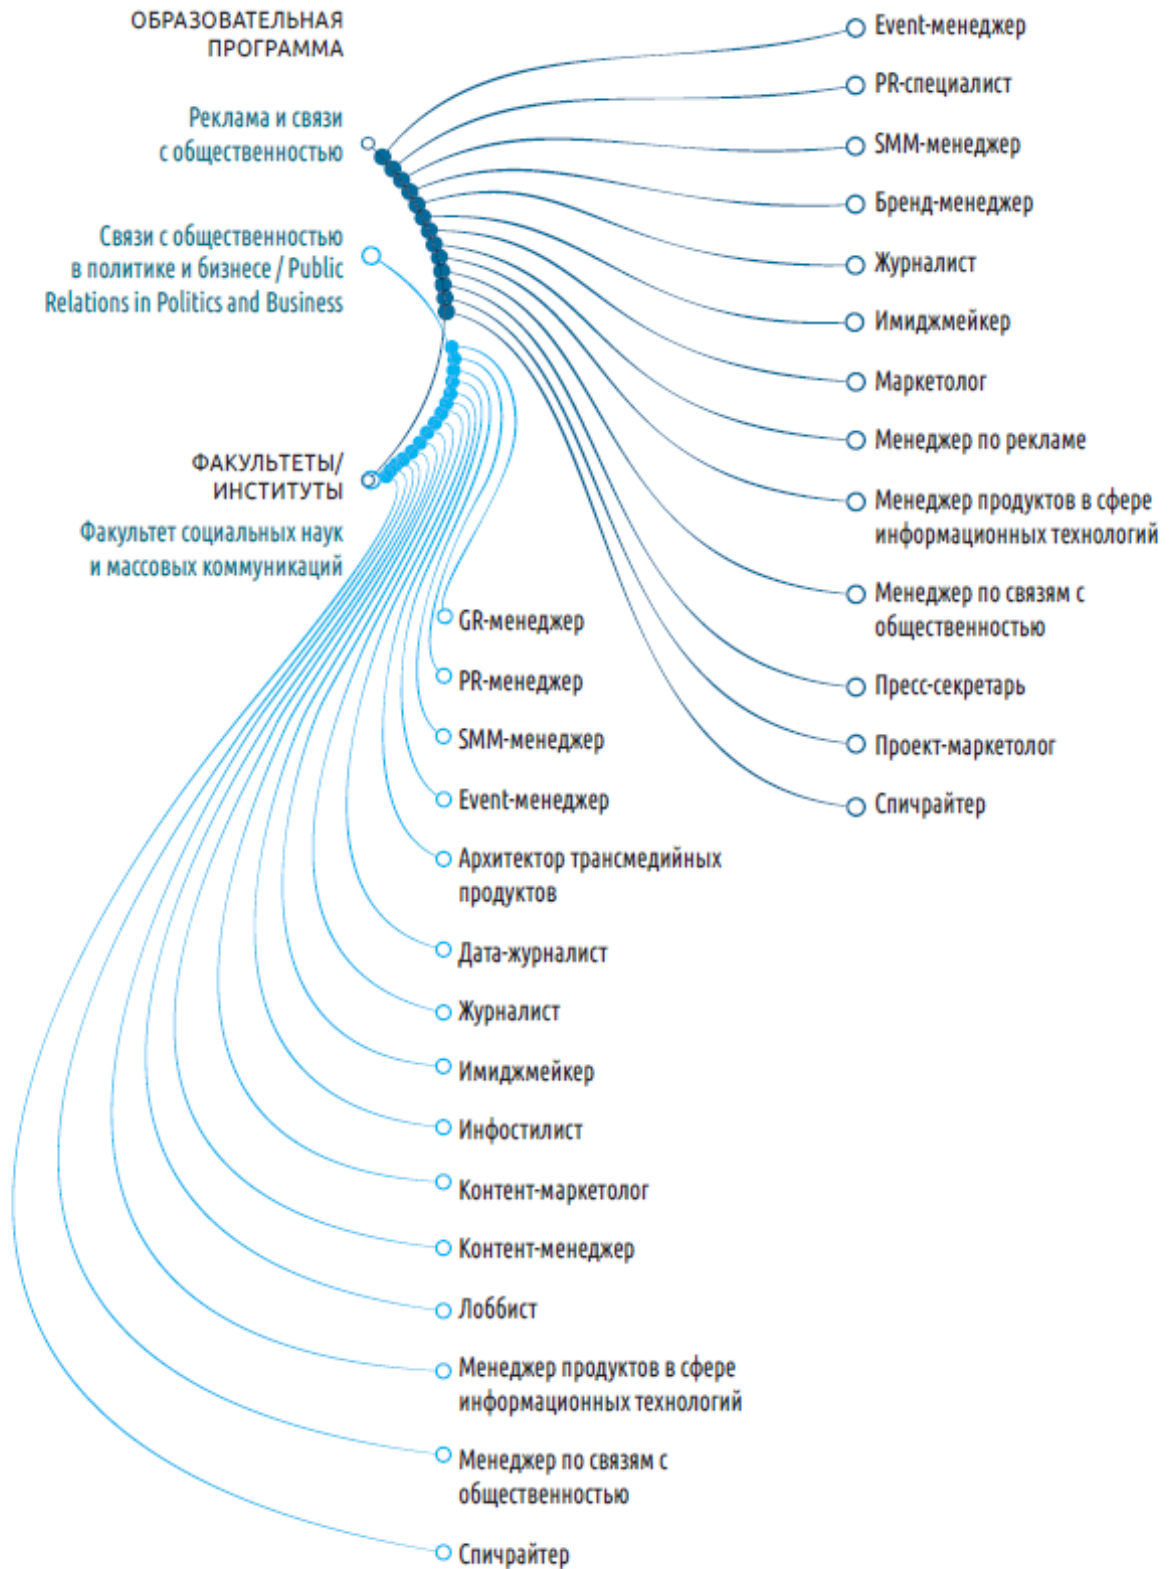 ОБРАЗОВАТЕЛЬНАЯ
ПРОГРАММА
Реклама и связи
с общественностью
Связи с общественностью
в политике и бизнесе / Public
Relations in Politics and Business
ФАКУЛЬТЕТЫ/
ИНСТИТУТЫ
Факультет социальных наук
и массовых коммуникаций
Event-менеджер
PR-специалист
SMM-менеджер
Бренд-менеджер
Журналист
Имиджмейкер
Маркетолог
Менеджер по рекламе
Менеджер продуктов в сфере
информационных технологий
Менеджер по связям с
общественностью
Пресс-секретарь
Проект-маркетолог
Спичрайтер
GR-менеджер
PR-менеджер
SMM-менеджер
Event-менеджер
Архитектор трансмедийных
продуктов
Дата-журналист
Журналист
Имиджмейкер
Инфостилист
Контент-маркетолог
Контент-менеджер
Лоббист
Менеджер продуктов в сфере
информационных технологий
Менеджер по связям с
общественностью
Спичрайтер